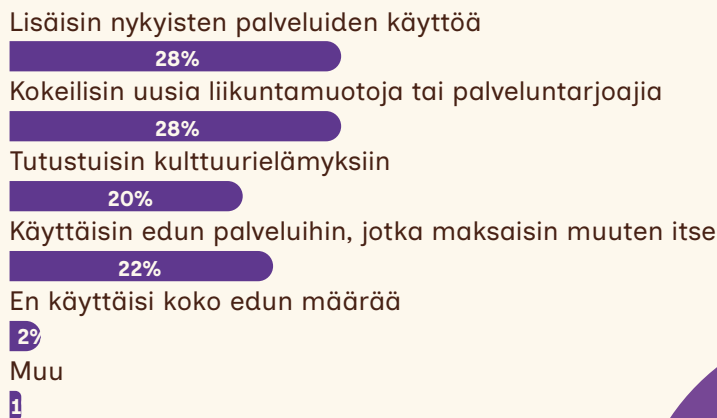 Lisäisin nykyisten palveluiden käyttöä
28%
Kokeilisin uusia liikuntamuotoja tai palveluntarjoajia
28%
Tutustuisin kulttuurielämyksiin
20%
Käyttäisin edun palveluihin, jotka maksaisin muuten itse
22%
En käyttäisi koko edun määrää
2%
Muu
1